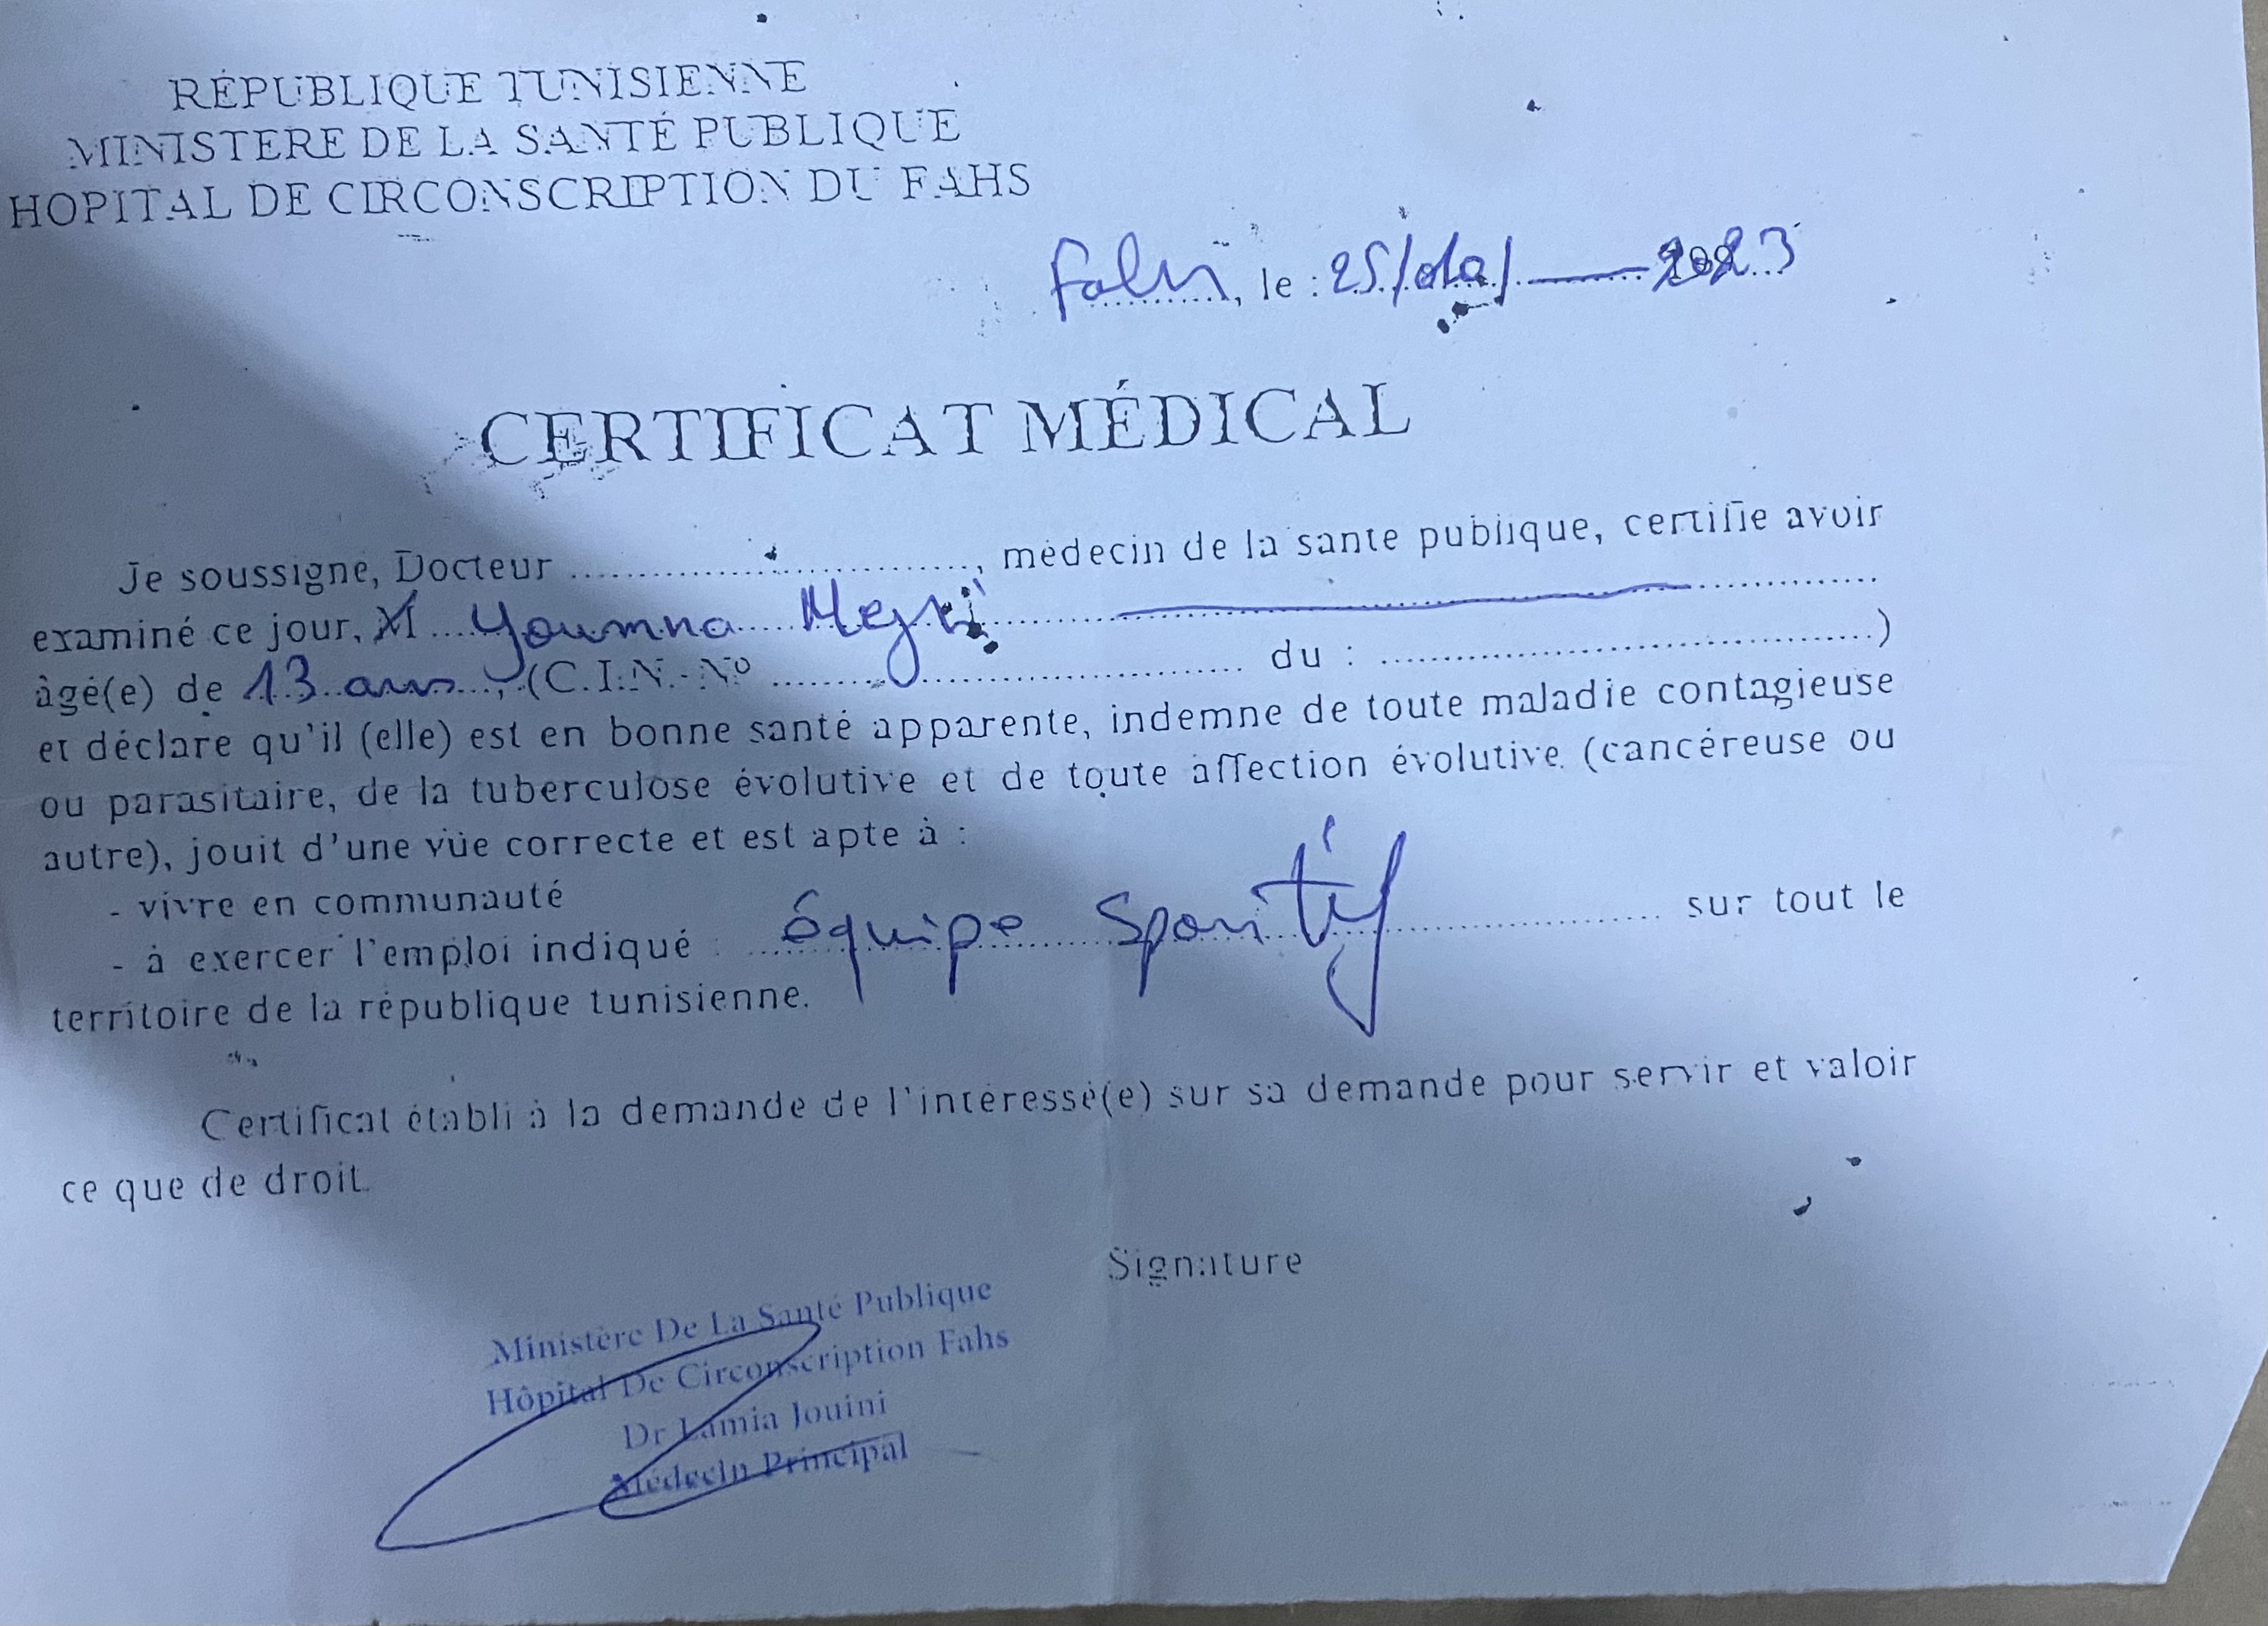 RÉPUBLIQUE TUNISIENNE
MINISTERE DE LA SANTÉ PUBLIQUE
HOPITAL DE CIRCONSCRIPTION DU FAHS
Fahs, le : 25/ 2023
CERTIFICAT MÉDICAL
Je soussigne, Docteur ...................., médecin de la sante publique, certifie avoir
examiné ce jour, M Youmna Mejri
âgé(e) de 13 ans, (C.I.N.-Nº .................... du : ....................)
et déclare qu'il (elle) est en bonne santé apparente, indemne de toute maladie contagieuse
ou parasitaire, de la tuberculose évolutive et de toute affection évolutive (cancéreuse ou
autre), jouit d'une vue correcte et est apte à :
- vivre en communauté
- à exercer l'emploi indiqué : équipe Sportif .......... sur tout le
territoire de la république tunisienne.
Certificat établi à la demande de l'intéressé(e) sur sa demande pour servir et valoir
ce que de droit.
Signature
Ministère De La Santé Publique
Hôpital De Circonscription Fahs
Dr Lamia Jouini
Médecin Principal